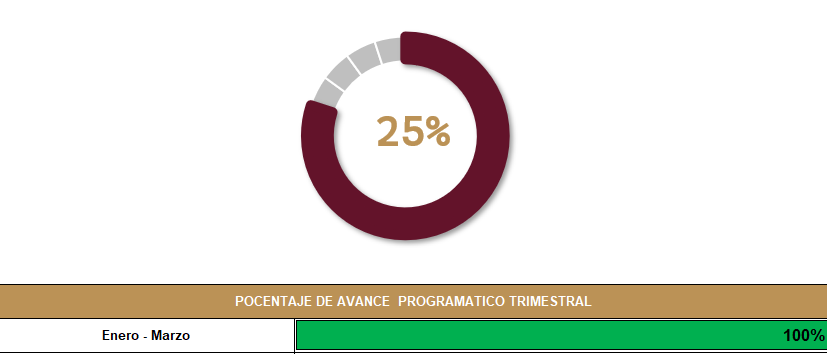 25%
POCENTAJE DE AVANCE  PROGRAMATICO TRIMESTRAL
Enero - Marzo 100%